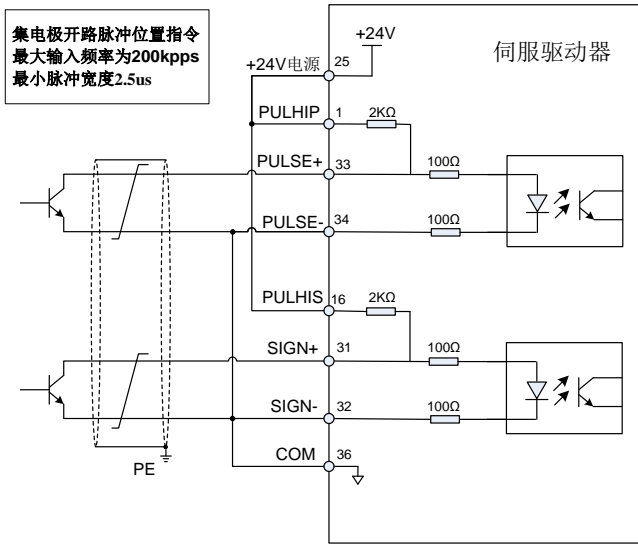 集电极开路脉冲位置指令
最大输入频率为200kpps
最小脉冲宽度2.5us
伺服驱动器
+24V
+24V电源 25
PULHIP 1 2KΩ
PULSE+ 33 100Ω
PULSE- 34 100Ω
PULHIS 16 2KΩ
SIGN+ 31 100Ω
SIGN- 32 100Ω
COM 36
PE